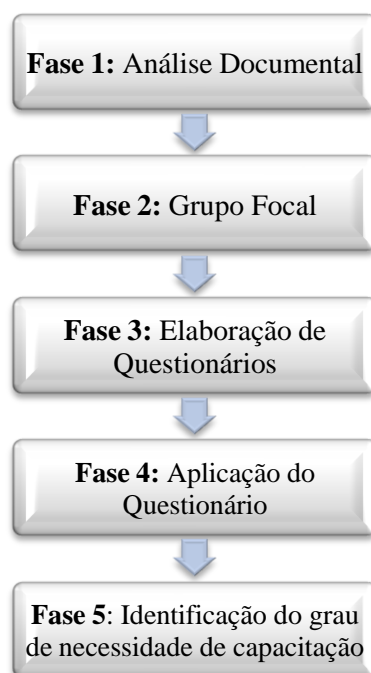 Fase 1: Análise Documental
Fase 2: Grupo Focal
Fase 3: Elaboração de
Questionários
Fase 4: Aplicação do
Questionário
Fase 5: Identificação do grau
de necessidade de capacitação